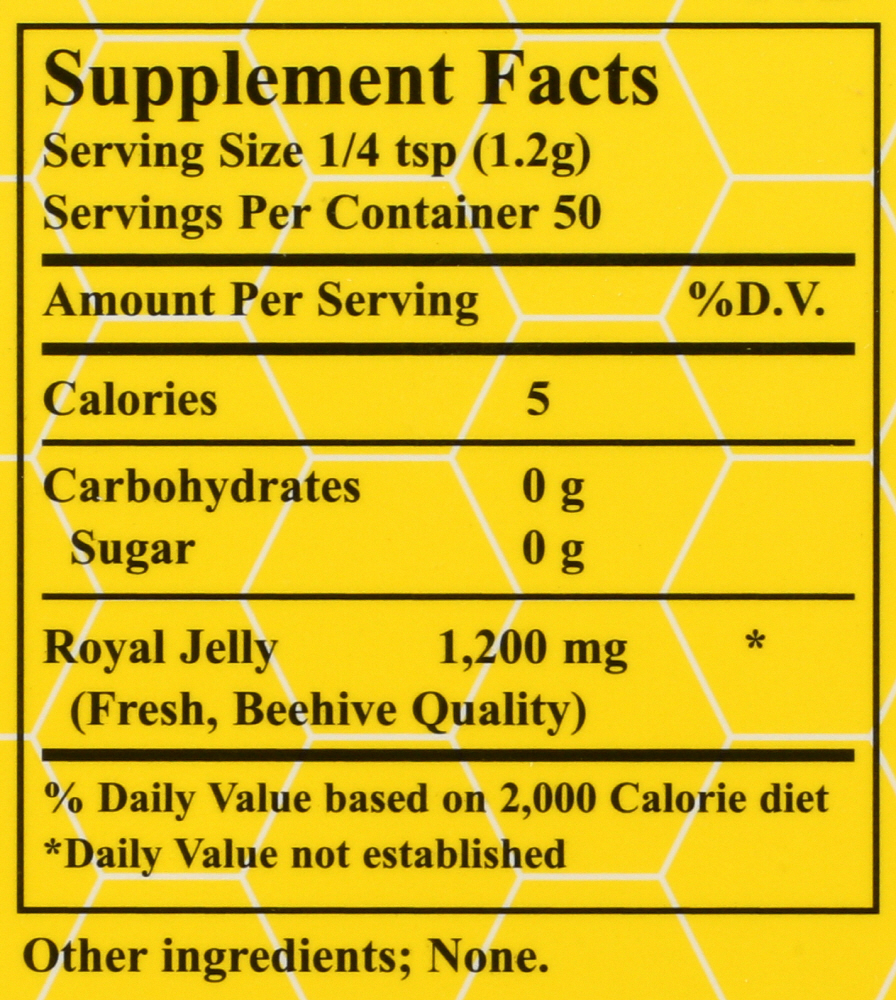 Supplement Facts
Serving Size 1/4 tsp (1.2g)
Servings Per Container 50
Amount Per Serving %D.V.
Calories 5
Carbohydrates 0 g
Sugar 0 g
Royal Jelly 1,200 mg *
(Fresh, Beehive Quality)
% Daily Value based on 2,000 Calorie diet
*Daily Value not established
Other ingredients; None.